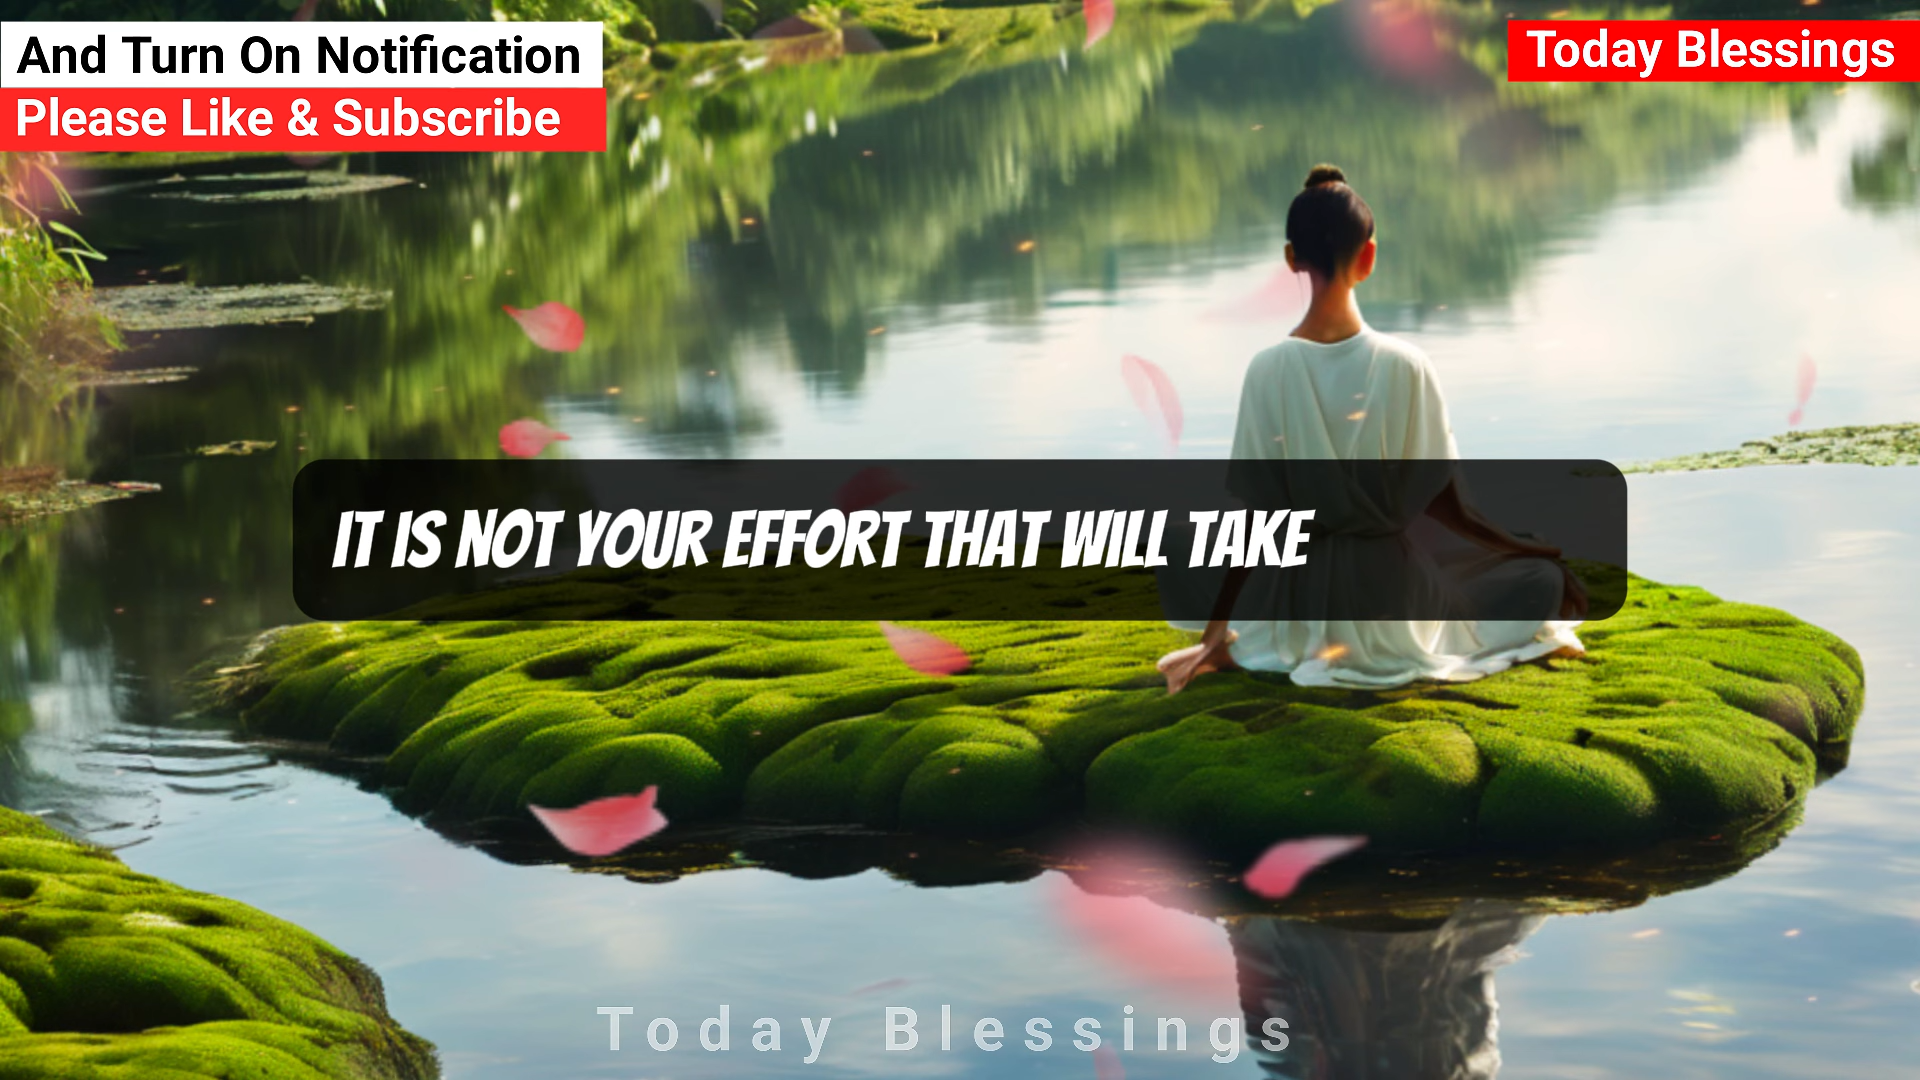 And Turn On Notification
Please Like & Subscribe
Today Blessings
IT IS NOT YOUR EFFORT THAT WILL TAKE
Today Blessings